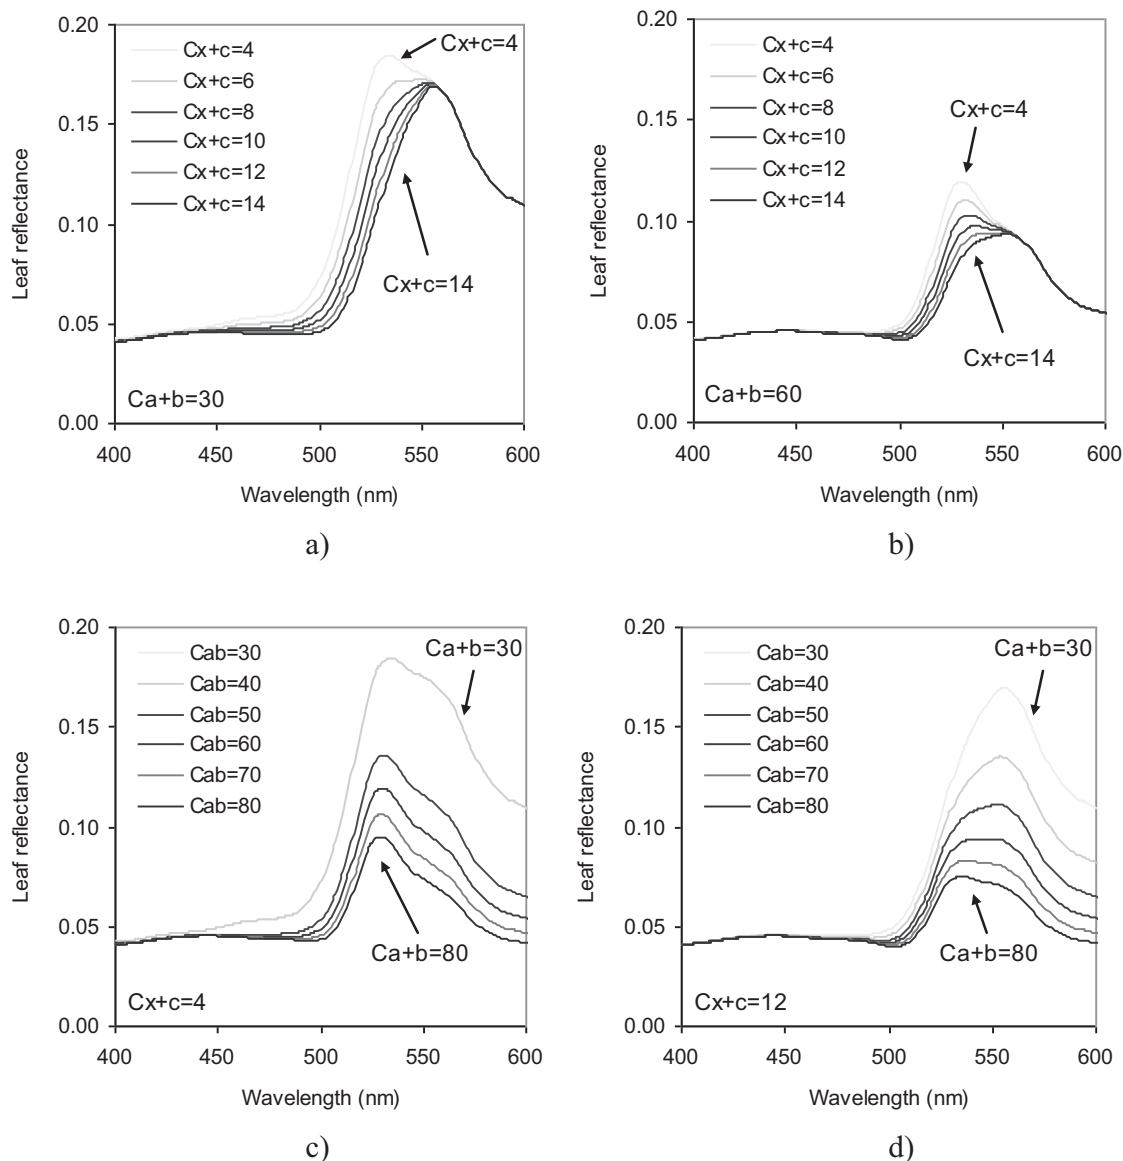 0.20
0.15
0.10
0.05
0.00
Leaf reflectance
Cx+c=4
Cx+c=6
Cx+c=8
Cx+c=10
Cx+c=12
Cx+c=14
Cx+c=4
Cx+c=14
Ca+b=30
400 450 500 550 600
Wavelength (nm)
a)
0.20
0.15
0.10
0.05
0.00
Leaf reflectance
Cx+c=4
Cx+c=6
Cx+c=8
Cx+c=10
Cx+c=12
Cx+c=14
Cx+c=4
Cx+c=14
Ca+b=60
400 450 500 550 600
Wavelength (nm)
b)
0.20
0.15
0.10
0.05
0.00
Leaf reflectance
Cab=30
Cab=40
Cab=50
Cab=60
Cab=70
Cab=80
Ca+b=30
Ca+b=80
Cx+c=4
400 450 500 550 600
Wavelength (nm)
c)
0.20
0.15
0.10
0.05
0.00
Leaf reflectance
Cab=30
Cab=40
Cab=50
Cab=60
Cab=70
Cab=80
Ca+b=30
Ca+b=80
Cx+c=12
400 450 500 550 600
Wavelength (nm)
d)